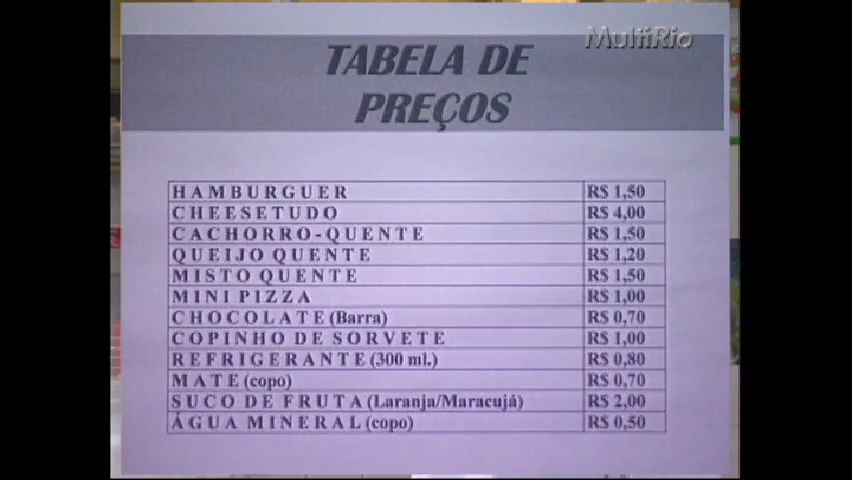 MultiRio
TABELA DE
PREÇOS
HAMBURGUER R$ 1,50
CHEESETUDO R$ 4,00
CACHORRO-QUENTE R$ 1,50
QUEIJO QUENTE R$ 1,20
MISTO QUENTE R$ 1,50
MINI PIZZA R$ 1,00
CHOCOLATE (Barra) R$ 0,70
COPINHO DE SORVETE R$ 1,00
REFRIGERANTE (300 ml.) R$ 0,80
MATE (copo) R$ 0,70
SUCO DE FRUTA (Laranja/Maracujá) R$ 2,00
ÁGUA MINERAL (copo) R$ 0,50